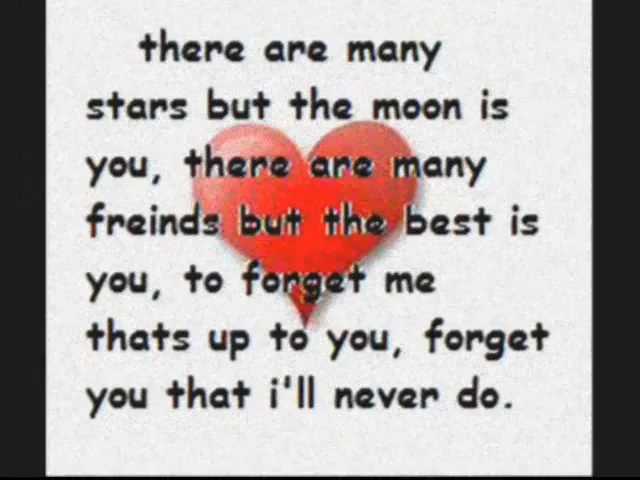 there are many
stars but the moon is
you, there are many
freinds but the best is
you, to forget me
thats up to you, forget
you that i'll never do.